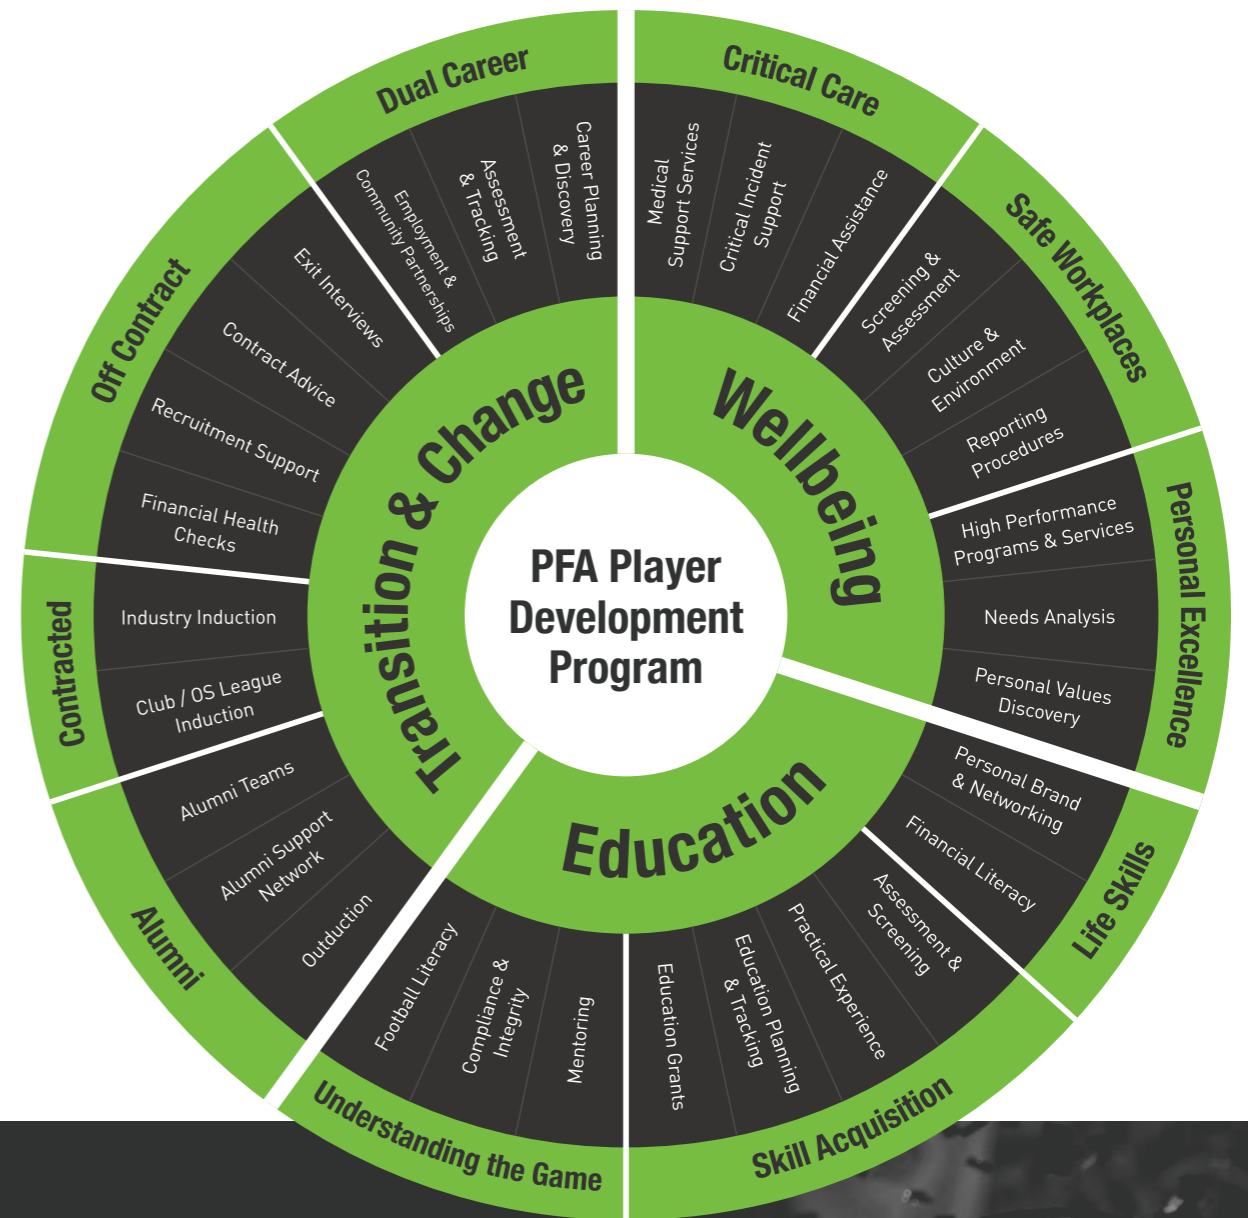 PFA Player
Development
Program
Wellbeing
Critical Care
Medical
Support Services
Critical Incident
Support
Financial Assistance
Safe Workplaces
Screening &
Assessment
Culture &
Environment
Reporting
Procedures
Personal Excellence
High Performance
Programs & Services
Needs Analysis
Personal Values
Discovery
Education
Life Skills
Personal Brand
& Networking
Financial Literacy
Skill Acquisition
Assessment &
Screening
Practical Experience
Education Planning
& Tracking
Education Grants
Understanding the Game
Mentoring
Compliance &
Integrity
Football Literacy
Transition & Change
Alumni
Outduction
Alumni Support
Network
Alumni Teams
Contracted
Club / OS League
Induction
Industry Induction
Off Contract
Financial Health
Checks
Recruitment Support
Contract Advice
Exit Interviews
Dual Career
Employment &
Community Partnerships
Assessment
& Tracking
Career Planning
& Discovery